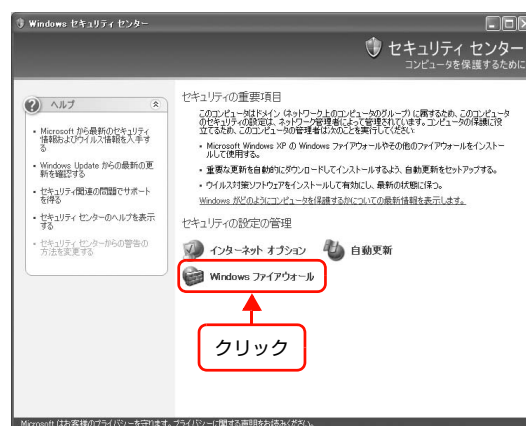 Windows セキュリティ センター
セキュリティ センター
コンピュータを保護するために
ヘルプ
Microsoft から最新のセキュリティ
情報およびウイルス情報を入手す
る
Windows Update からの最新の更
新を確認する
セキュリティ関連の問題でサポート
を得る
セキュリティ センターのヘルプを表示
する
セキュリティ センターからの警告の
方法を変更する
セキュリティの重要項目
このコンピュータはドメイン (ネットワーク上のコンピュータのグループ) に属するため、このコンピュータ
のセキュリティの設定は、ネットワーク管理者によって管理されています。コンピュータの保護に役
立てるため、このコンピュータの管理者は次のことを実行してください:
• Microsoft Windows XP の Windows ファイアウォールやその他のファイアウォールをインストー
ルして使用する。
• 重要な更新を自動的にダウンロードしてインストールするよう、自動更新をセットアップする。
• ウイルス対策ソフトウェアをインストールして有効にし、最新の状態に保つ。
Windows がどのようにコンピュータを保護するかについての最新情報を表示します。
セキュリティの設定の管理
インターネット オプション
自動更新
Windows ファイアウォール
クリック
Microsoft はお客様のプライバシーを守ります。プライバシーに関する声明をお読みください。